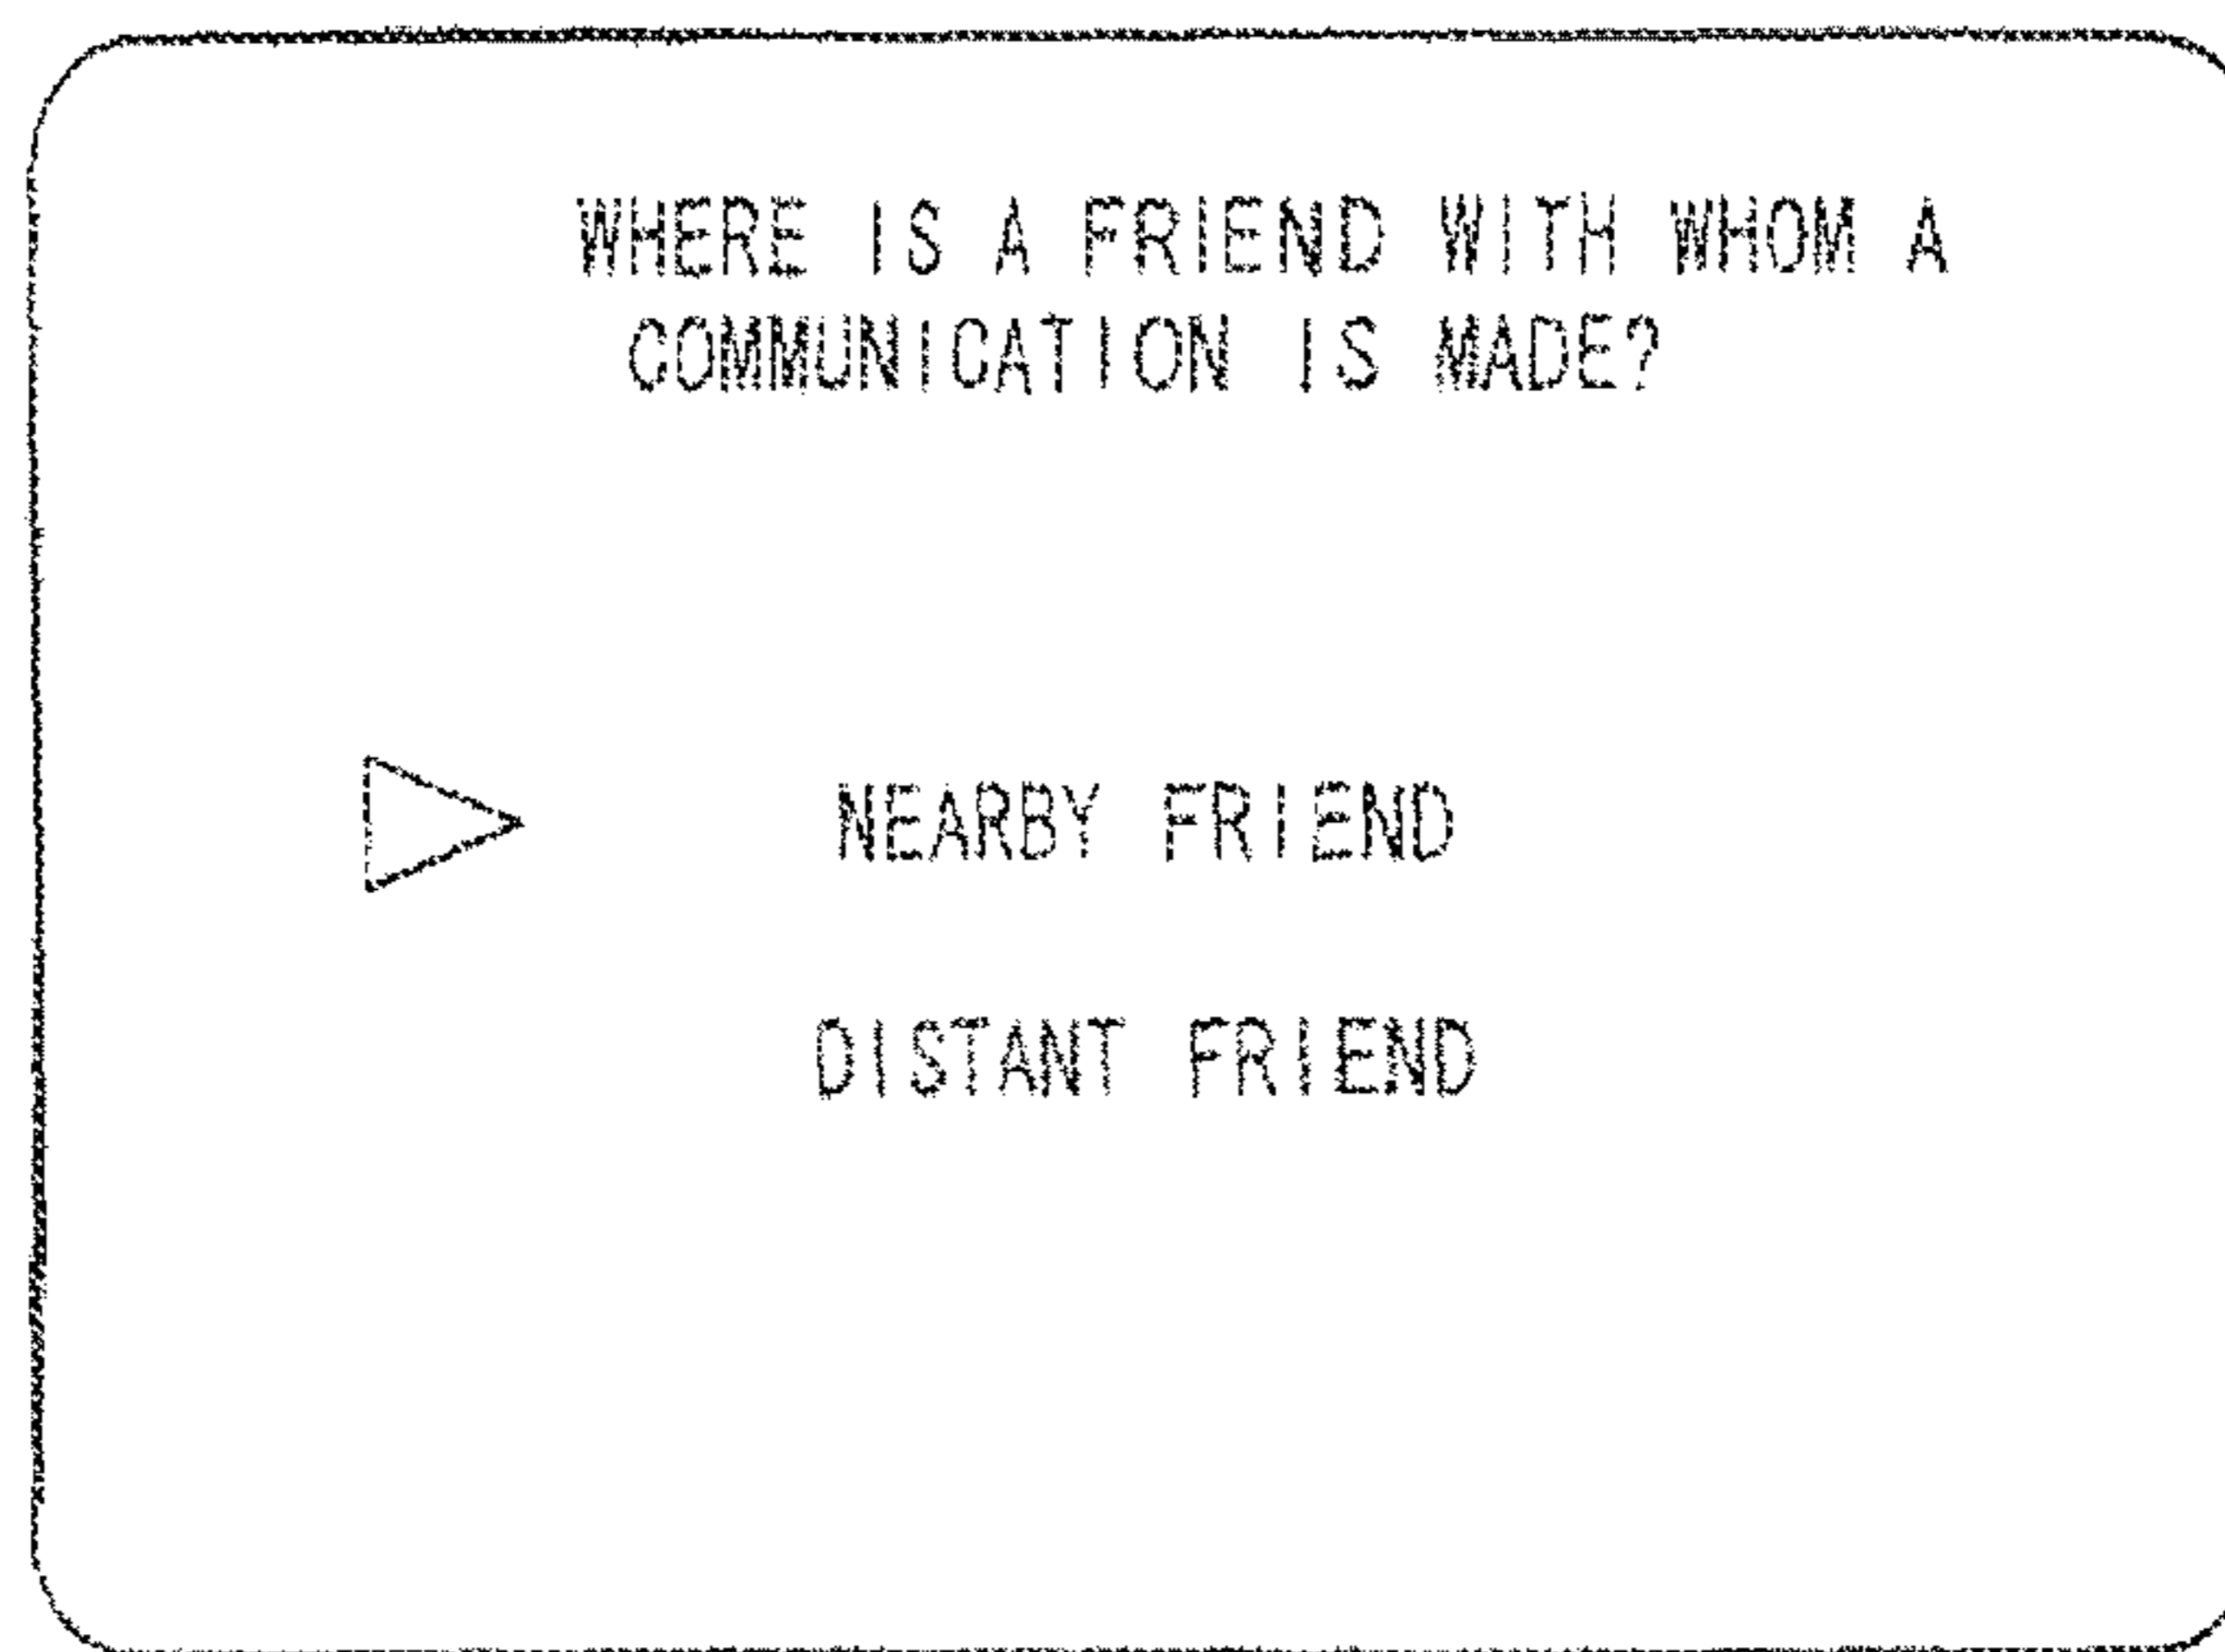 WHERE IS A FRIEND WITH WHOM A
COMMUNICATION IS MADE?
NEARBY FRIEND
DISTANT FRIEND